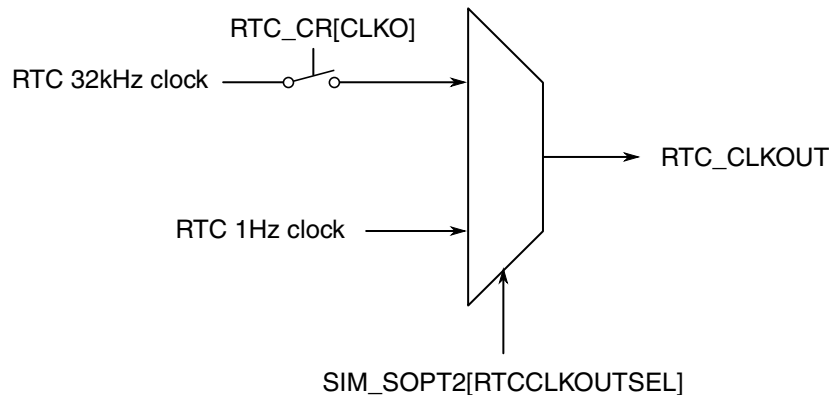 RTC_CR[CLKO]
RTC 32kHz clock
RTC_CLKOUT
RTC 1Hz clock
SIM_SOPT2[RTCCLKOUTSEL]